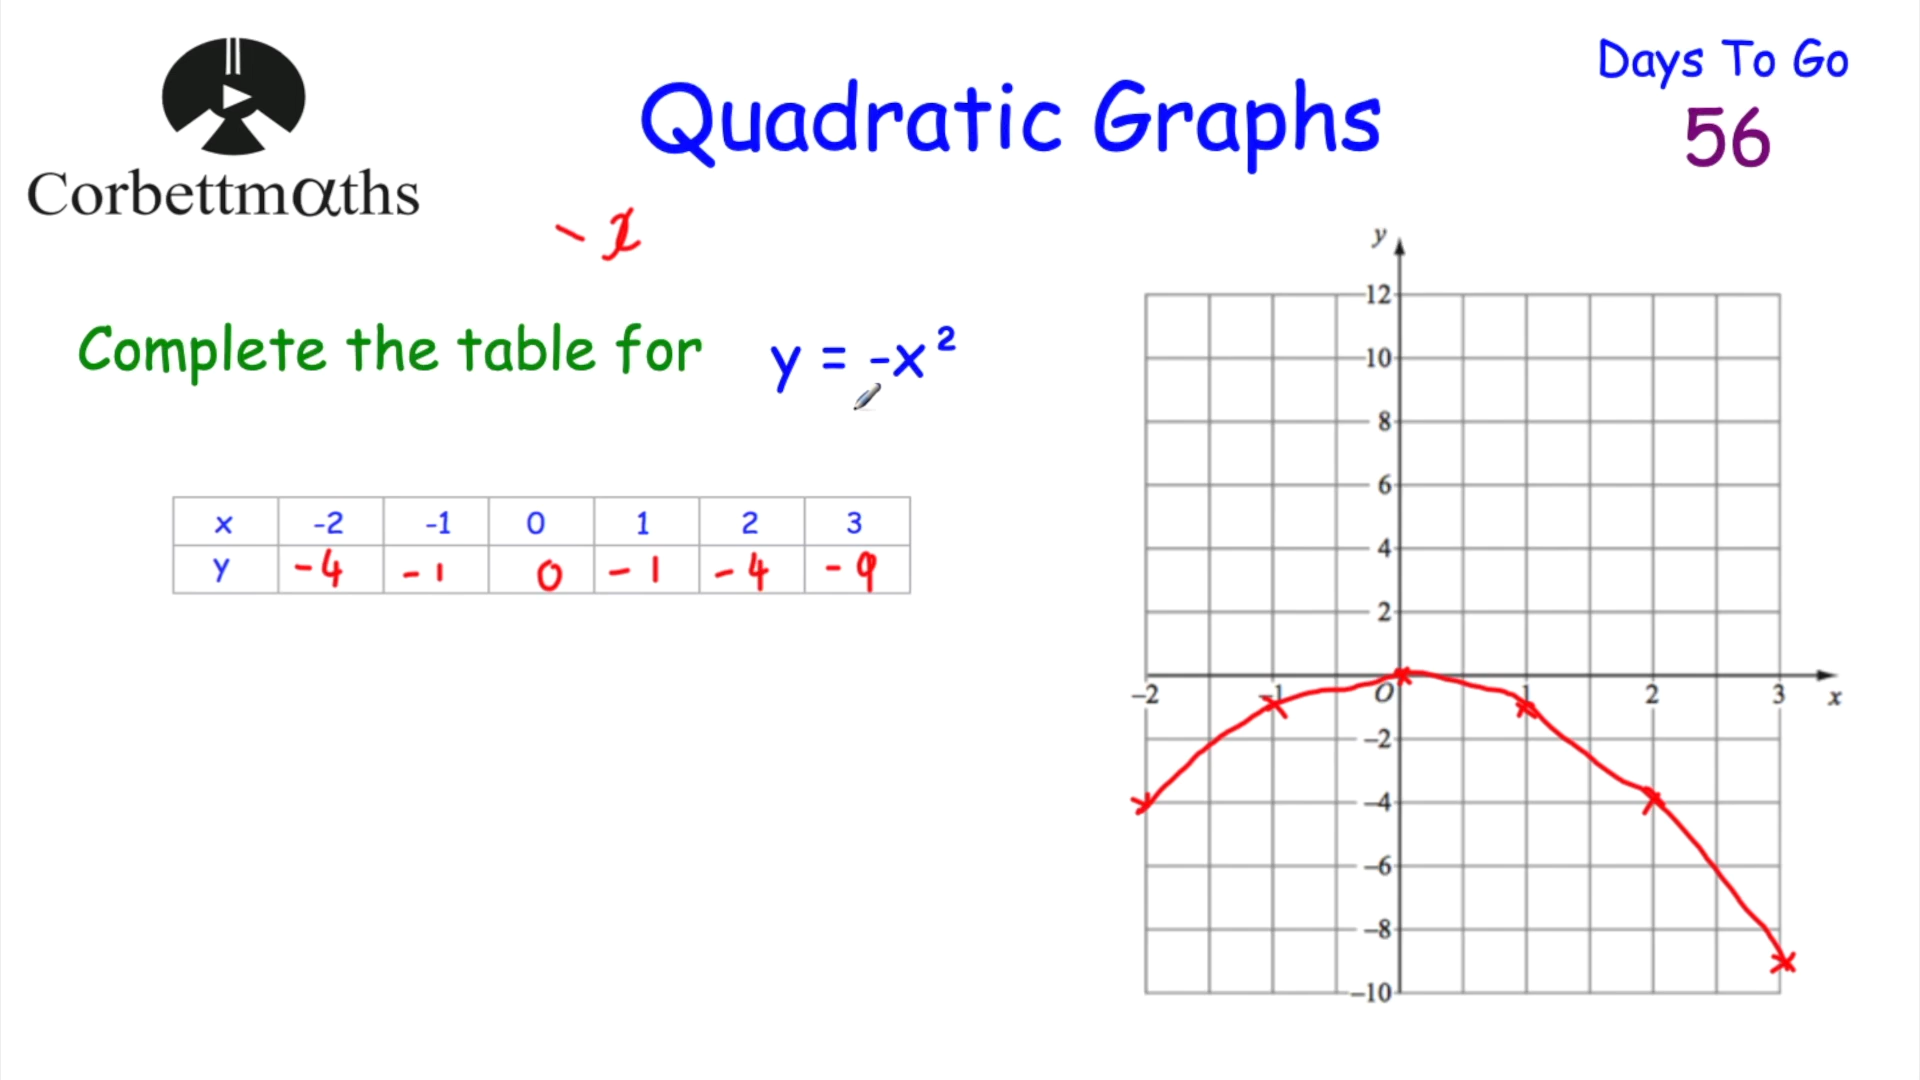 Corbettmαths
Quadratic Graphs
Days To Go
56
Complete the table for y = -x²
x -2 -1 0 1 2 3
y -4 -1 0 -1 -4 -9
y
12
10
8
6
4
2
-2 -1 O 1 2 3 x
-2
-4
-6
-8
-10